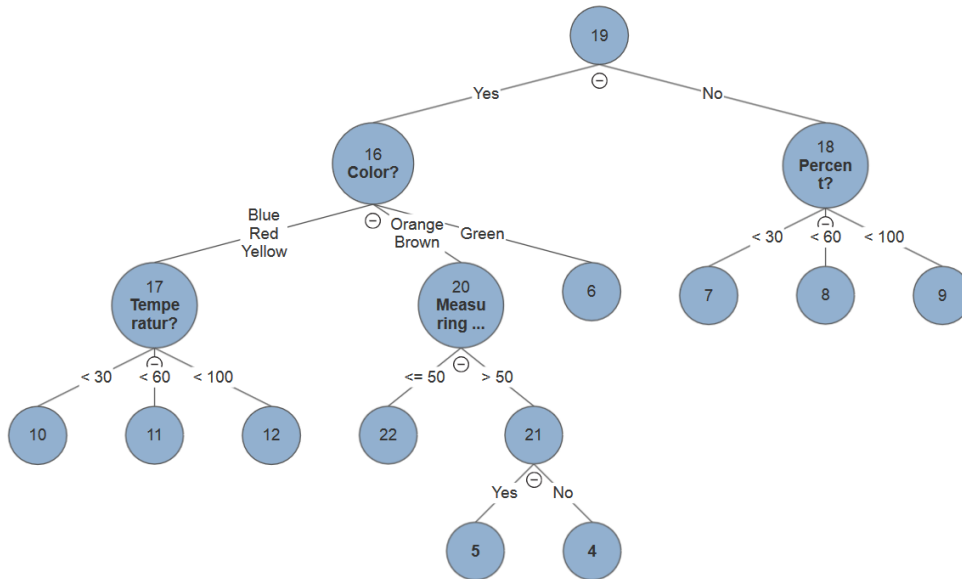 19
Yes
No
16
Color?
18
Percen
t?
Blue
Red
Yellow
Orange
Brown
Green
< 30
< 60
< 100
17
Tempe
ratur?
20
Measu
ring ...
6
7
8
9
< 30
< 60
< 100
<= 50
> 50
10
11
12
22
21
Yes
No
5
4